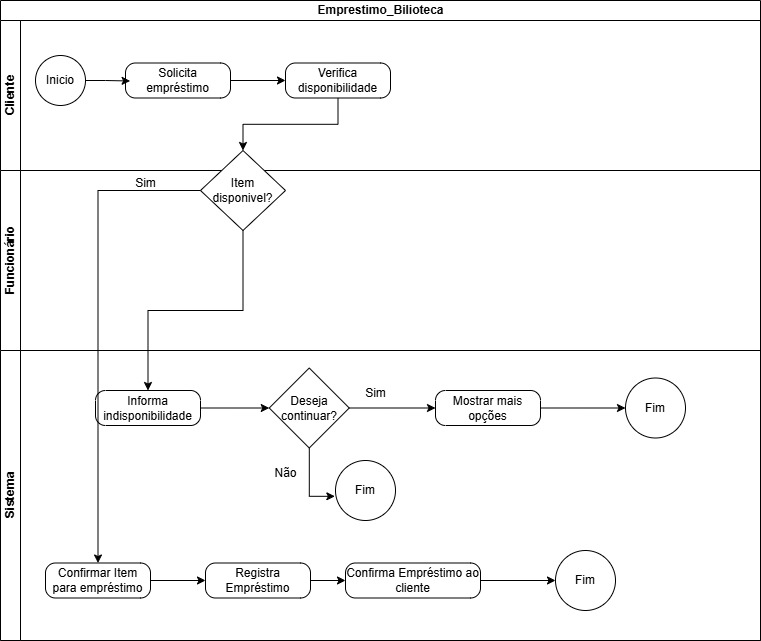 Emprestimo_Bilioteca
Cliente
Inicio
Solicita
empréstimo
Verifica
disponibilidade
Funcionário
Sim
Item
disponivel?
Sistema
Informa
indisponibilidade
Deseja
continuar?
Sim
Mostrar mais
opções
Fim
Não
Fim
Confirmar Item
para empréstimo
Registra
Empréstimo
Confirma Empréstimo ao
cliente
Fim